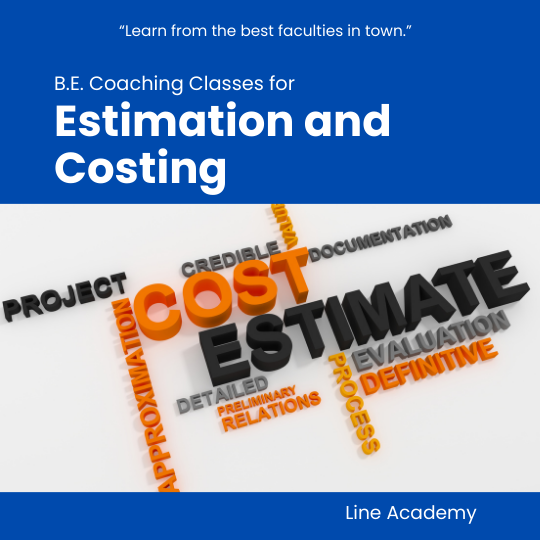 “Learn from the best faculties in town.”
B.E. Coaching Classes for
Estimation and
Costing
CREDIBLE
DOCUMENTATION
PROJECT
COST
ESTIMATE
APPROXIMATION
EVALUATION
DEFINITIVE
DETAILED
PRELIMINARY
RELATIONS
PROCESS
Line Academy